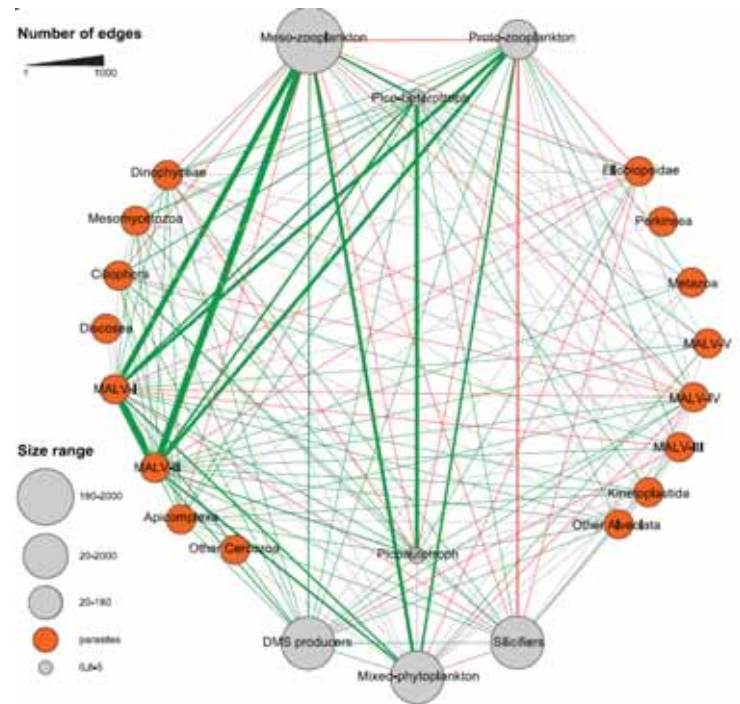 Number of edges
1 1000
Meso-zooplankton
Proto-zooplankton
Pico-heterotroph
Dinophyceae
Mesomycetozoa
Ciliophora
Discosea
MALV-I
MALV-II
Apicomplexa
Other Cercozoa
Ellobiopsidae
Perkinsea
Metazoa
MALV-V
MALV-IV
MALV-III
Kinetoplastida
Other Alveolata
Picoautotroph
DMS producers
Mixed-phytoplankton
Silicifiers
Size range
180-2000
20-2000
20-180
parasites
0,8-5